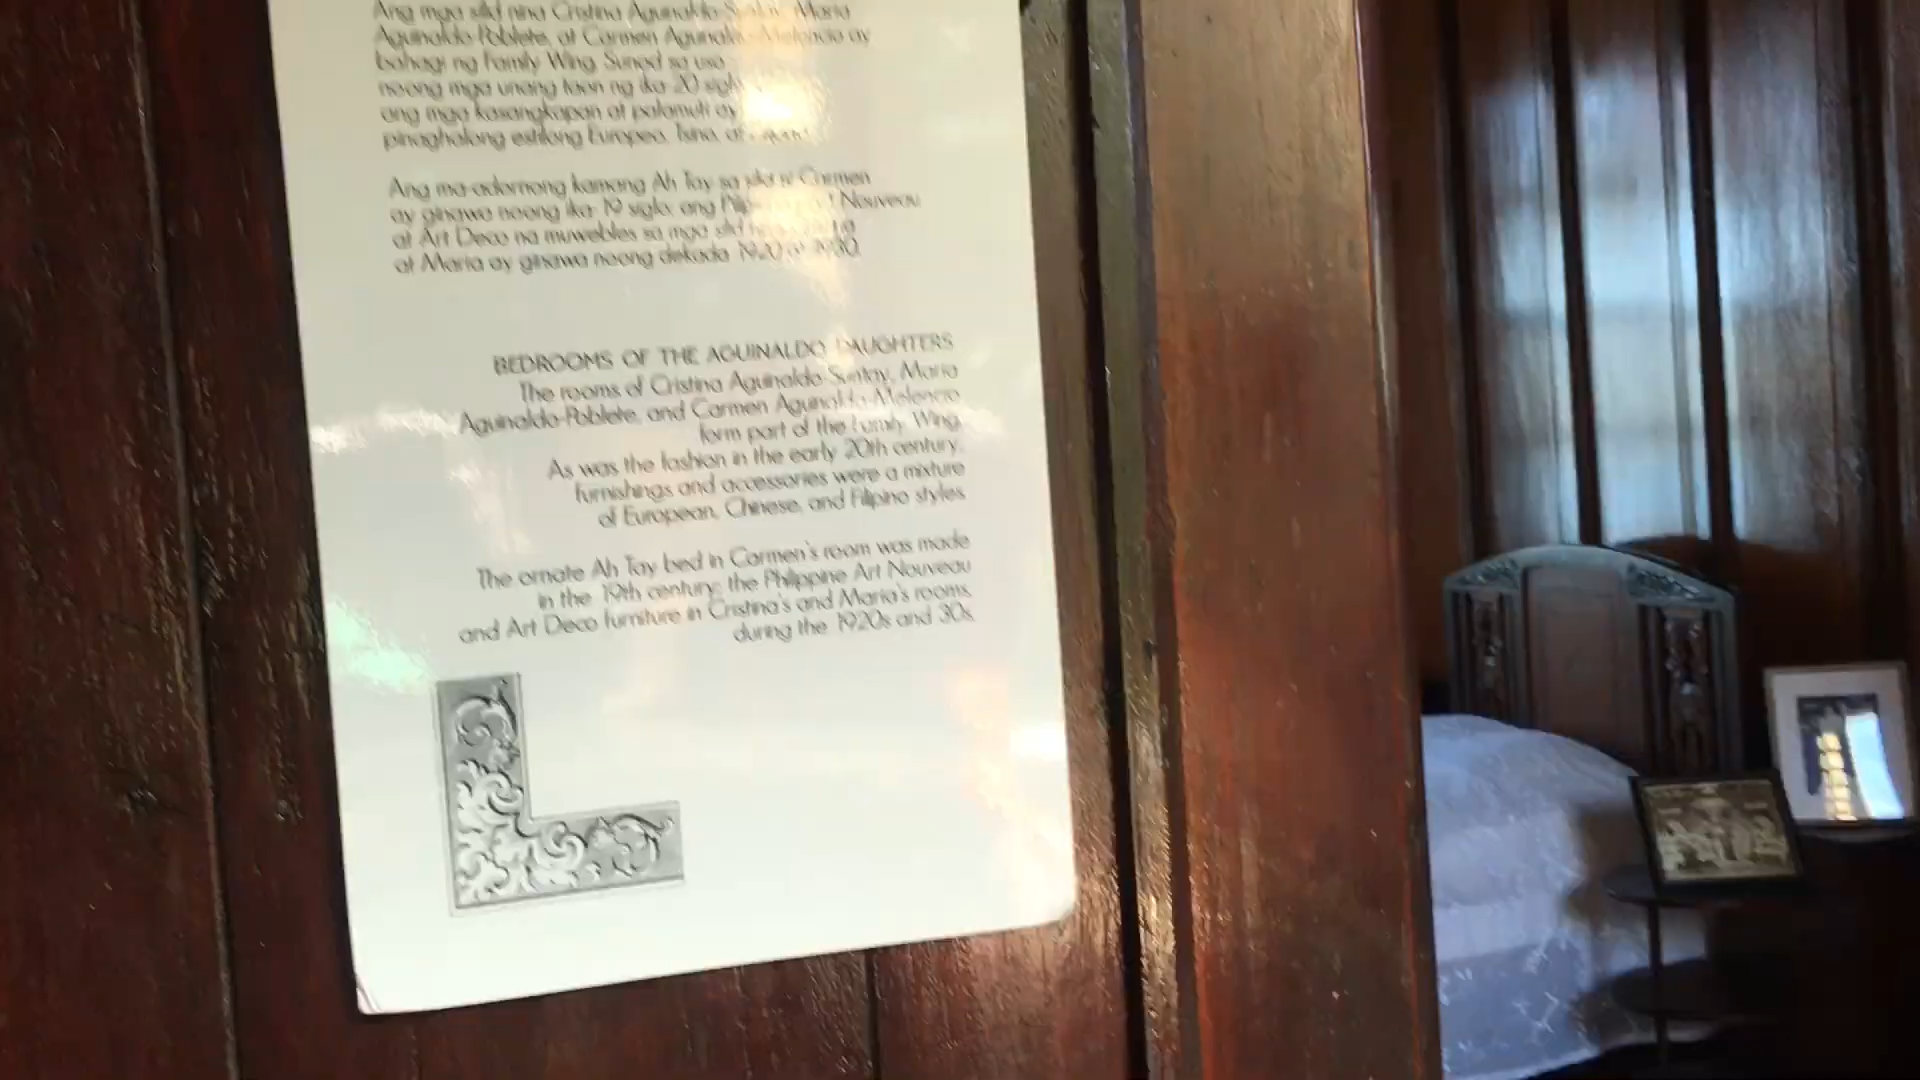 Ang mga silid nina Cristina Aguinaldo-Suntay, Maria
Aguinaldo-Poblete, at Carmen Aguinaldo-Melencio ay
bahagi ng Family Wing. Sunod sa uso
noong mga unang taon ng ika-20 siglo
ang mga kasangkapan at palamuti ay
pinaghalong estilong Europeo, Tsino, at
Ang ma-adornong kamang Ah Tay sa silid ni Carmen
ay ginawa noong ika-19 siglo; ang Nouveau
at Art Deco na muwebles sa mga silid
at Maria ay ginawa noong dekada 1920 at 1930.
BEDROOMS OF THE AGUINALDO DAUGHTERS
The rooms of Cristina Aguinaldo-Suntay, Maria
Aguinaldo-Poblete, and Carmen Aguinaldo-Melencio
form part of the Family Wing.
As was the fashion in the early 20th century,
furnishings and accessories were a mixture
of European, Chinese, and Filipino styles.
The ornate Ah Tay bed in Carmen's room was made
in the 19th century; the Philippine Art Nouveau
and Art Deco furniture in Cristina's and Maria's rooms,
during the 1920s and 30s.